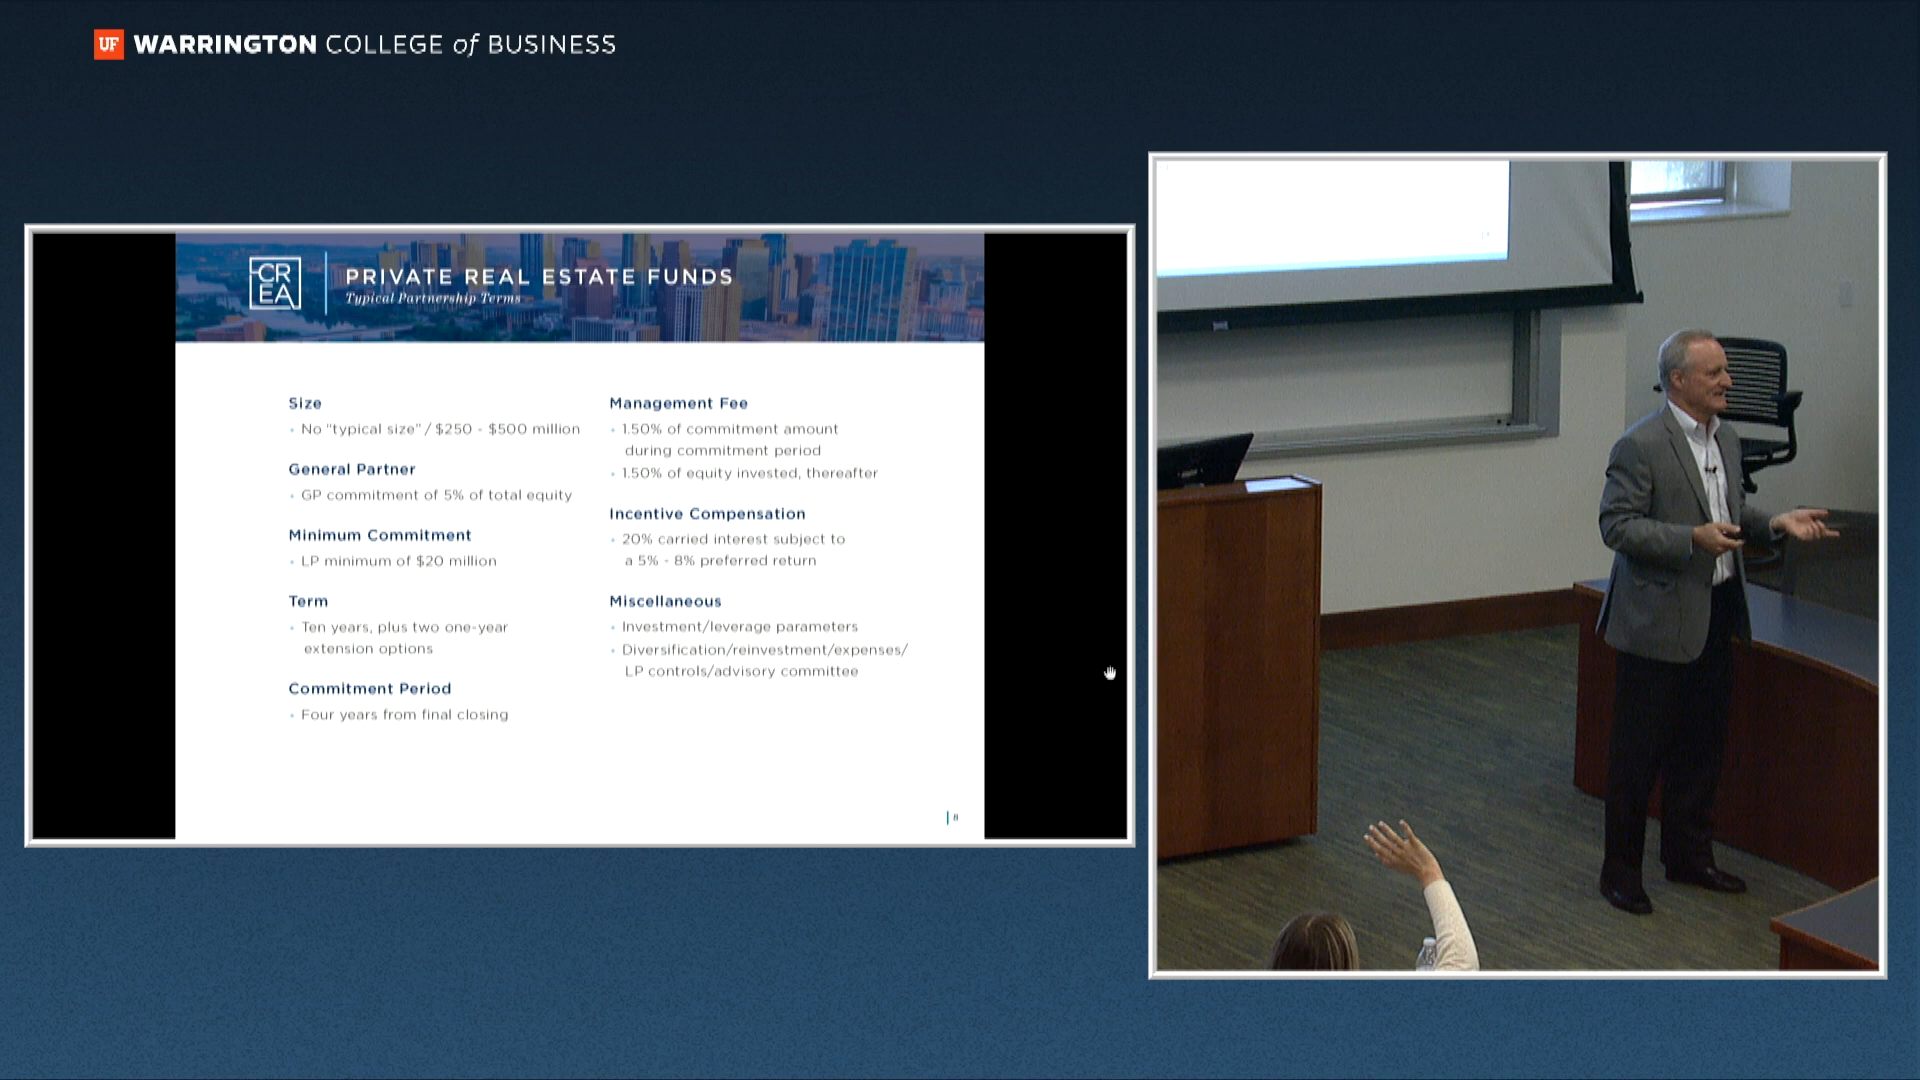 UF WARRINGTON COLLEGE of BUSINESS
CR
EA
PRIVATE REAL ESTATE FUNDS
Typical Partnership Terms
Size
• No "typical size" / $250 - $500 million
General Partner
• GP commitment of 5% of total equity
Minimum Commitment
• LP minimum of $20 million
Term
• Ten years, plus two one-year
extension options
Commitment Period
• Four years from final closing
Management Fee
• 1.50% of commitment amount
during commitment period
• 1.50% of equity invested, thereafter
Incentive Compensation
• 20% carried interest subject to
a 5% - 8% preferred return
Miscellaneous
• Investment/leverage parameters
• Diversification/reinvestment/expenses/
LP controls/advisory committee
8